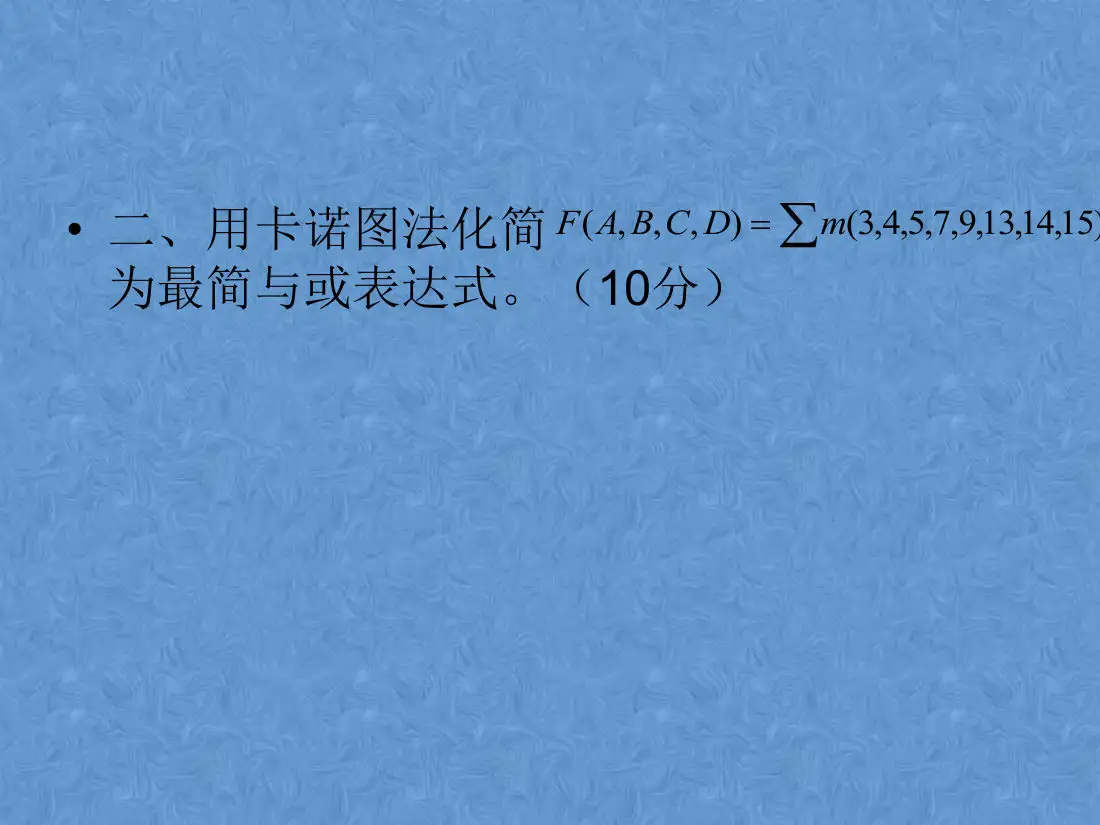 • 二、用卡诺图法化简 F(A,B,C,D) = ∑m(3,4,5,7,9,13,14,15)
为最简与或表达式。（10分）